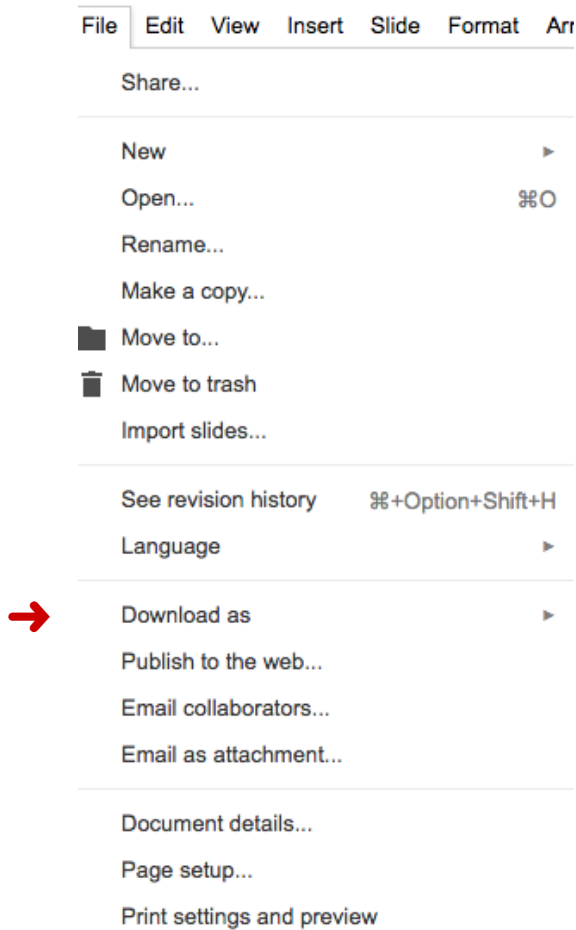 File Edit View Insert Slide Format Arr
Share...
New ►
Open... ⌘O
Rename...
Make a copy...
Move to...
Move to trash
Import slides...
See revision history ⌘+Option+Shift+H
Language ►
Download as ►
Publish to the web...
Email collaborators...
Email as attachment...
Document details...
Page setup...
Print settings and preview